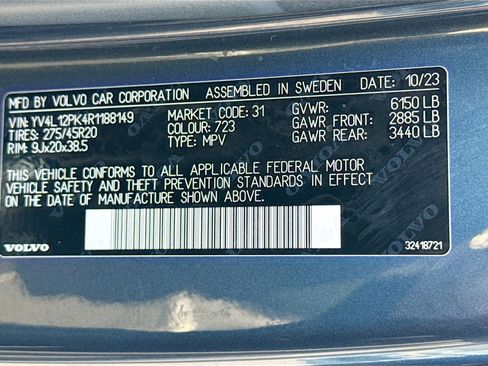 MFD BY VOLVO CAR CORPORATION ASSEMBLED IN SWEDEN DATE: 10/23
VIN: YV4L12PK4R1188149 MARKET CODE: 31 GVWR: 6150 LB
TIRES: 275/45R20 COLOUR: 723 GAWR FRONT: 2885 LB
RIM: 9Jx20x38.5 TYPE: MPV GAWR REAR: 3440 LB
THIS VEHICLE CONFORMS TO ALL APPLICABLE FEDERAL MOTOR
VEHICLE SAFETY AND THEFT PREVENTION STANDARDS IN EFFECT
ON THE DATE OF MANUFACTURE SHOWN ABOVE.
VOLVO 32418721